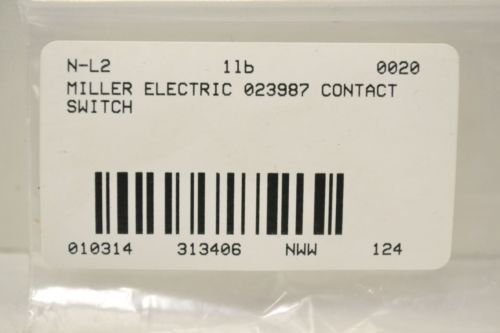 N-L2 1lb 0020
MILLER ELECTRIC 023987 CONTACT
SWITCH
010314 313406 NWW 124